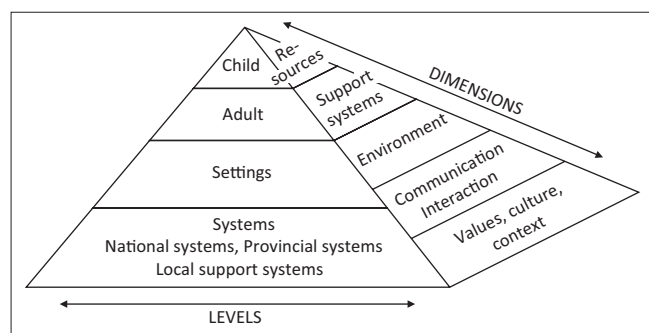 Child
Re-
sources
Adult
Support
systems
Settings
Environment
Communication
Interaction
Systems
National systems, Provincial systems
Local support systems
Values, culture,
context
DIMENSIONS
LEVELS